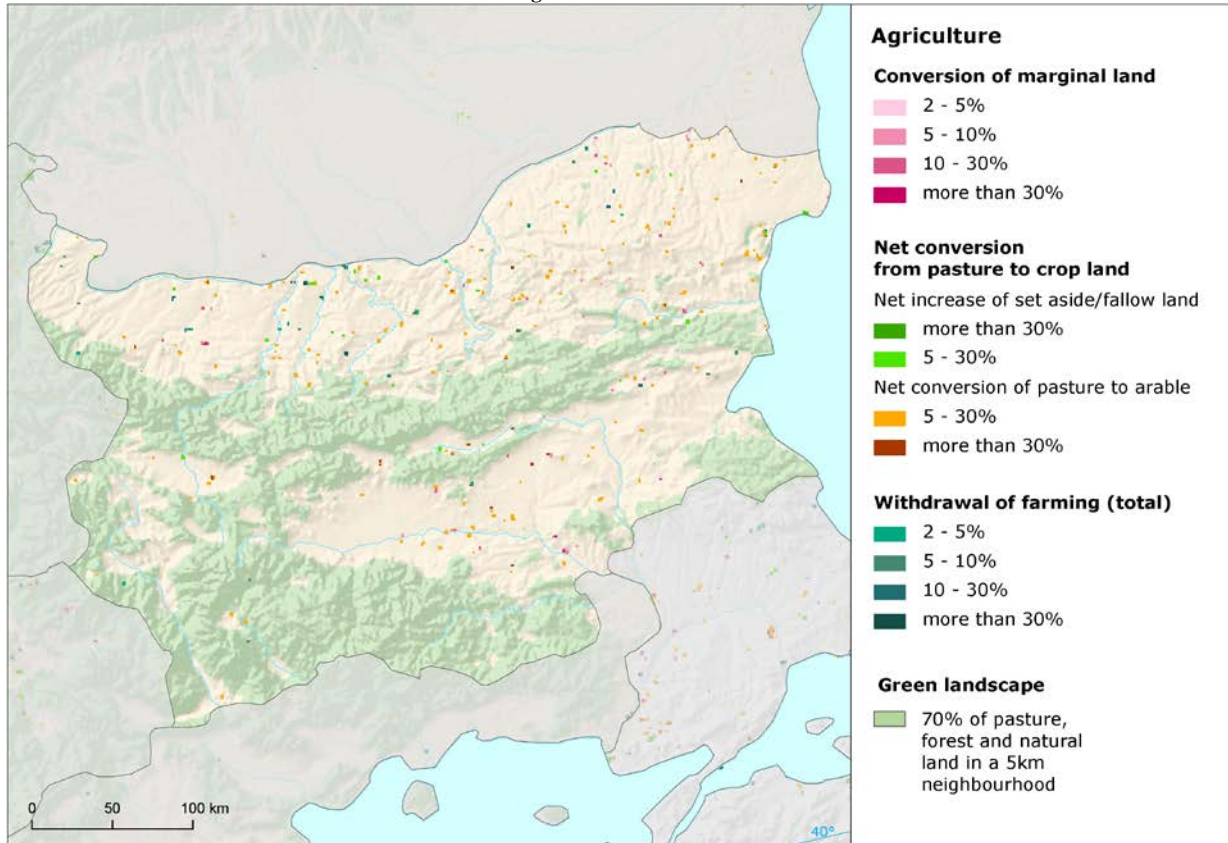 Agriculture
Conversion of marginal land
2 - 5%
5 - 10%
10 - 30%
more than 30%
Net conversion
from pasture to crop land
Net increase of set aside/fallow land
more than 30%
5 - 30%
Net conversion of pasture to arable
5 - 30%
more than 30%
Withdrawal of farming (total)
2 - 5%
5 - 10%
10 - 30%
more than 30%
Green landscape
70% of pasture,
forest and natural
land in a 5km
neighbourhood
0 50 100 km
40°